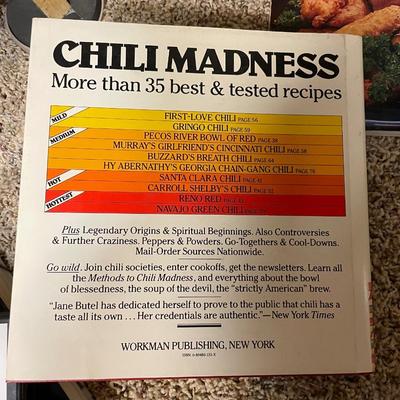 CHILI MADNESS
More than 35 best & tested recipes
MILD
FIRST-LOVE CHILI PAGE 56
GRINGO CHILI PAGE 59
MEDIUM
PECOS RIVER BOWL OF RED PAGE 38
MURRAY'S GIRLFRIEND'S CINCINNATI CHILI PAGE 58
BUZZARD'S BREATH CHILI PAGE 64
HY ABERNATHY'S GEORGIA CHAIN-GANG CHILI PAGE 76
HOT
SANTA CLARA CHILI PAGE
CARROLL SHELBY'S CHILI PAGE
HOTTEST
RENO RED PAGE
NAVAJO GREEN CHILI
Plus Legendary Origins & Spiritual Beginnings. Also Controversies
& Further Craziness. Peppers & Powders. Go-Togethers & Cool-Downs.
Mail-Order Sources Nationwide.
Go wild. Join chili societies, enter cookoffs, get the newsletters. Learn all
the Methods to Chili Madness, and everything about the bowl
of blessedness, the soup of the devil, the "strictly American" brew.
"Jane Butel has dedicated herself to prove to the public that chili has a
taste all its own . . . Her credentials are authentic."—New York Times
WORKMAN PUBLISHING, NEW YORK
ISBN: 0-89480-